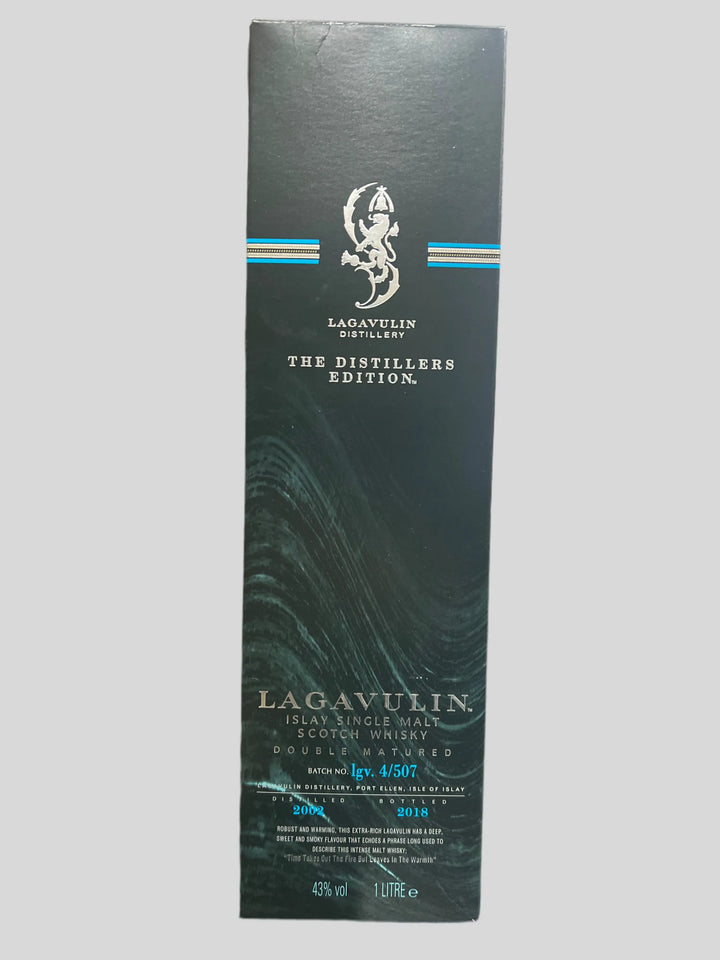 LAGAVULIN
DISTILLERY
THE DISTILLERS
EDITION™
LAGAVULIN™
ISLAY SINGLE MALT
SCOTCH WHISKY
DOUBLE MATURED
BATCH NO. lgv. 4/507
LAGAVULIN DISTILLERY, PORT ELLEN, ISLE OF ISLAY
DISTILLED BOTTLED
2002 2018
ROBUST AND WARMING, THIS EXTRA-RICH LAGAVULIN HAS A DEEP,
SWEET AND SMOKY FLAVOUR THAT ECHOES A PHRASE LONG USED TO
DESCRIBE THIS INTENSE MALT WHISKY:
"Time Takes Out The Fire But Leaves In The Warmth"
43% vol 1 LITRE e